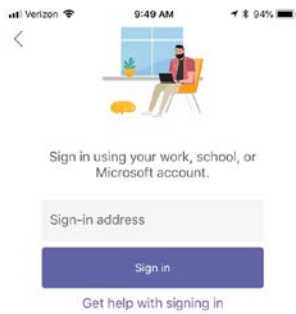 Verizon 9:49 AM 94%
Sign in using your work, school, or
Microsoft account.
Sign-in address
Sign in
Get help with signing in